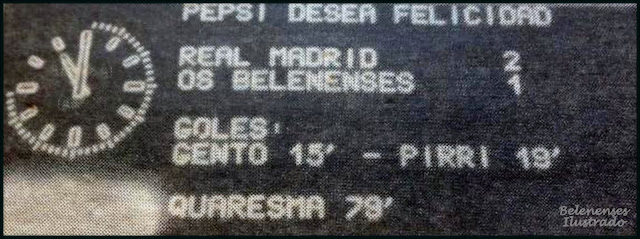 PEPSI DESEA FELICIDAD
REAL MADRID 2
OS BELENENSES 1
GOLES:
GENTO 15' - PIRRI 19'
QUARESMA 79'
Belenenses
Ilustrado